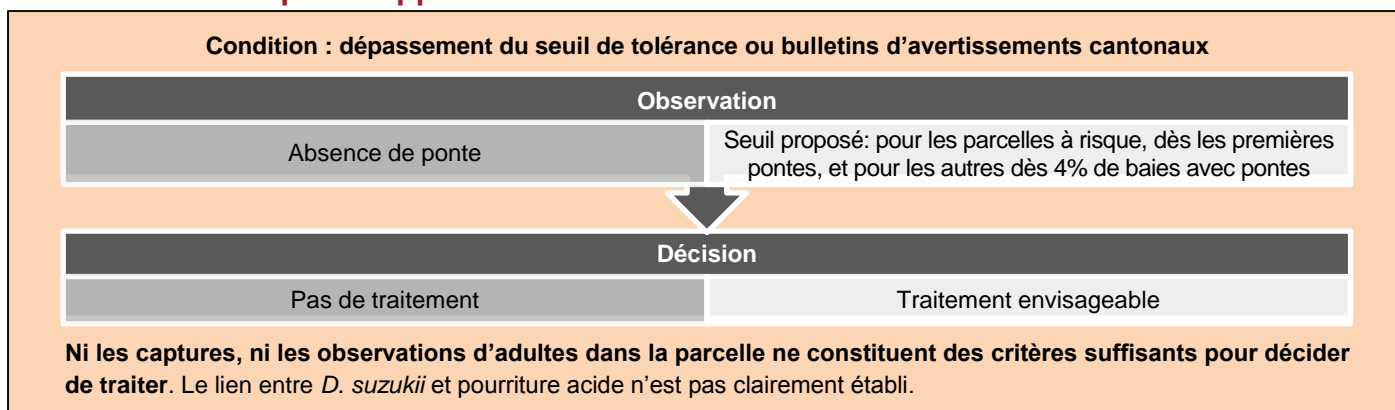 Condition : dépassement du seuil de tolérance ou bulletins d’avertissements cantonaux
Observation
Absence de ponte
Seuil proposé: pour les parcelles à risque, dès les premières
pontes, et pour les autres dès 4% de baies avec pontes
Décision
Pas de traitement
Traitement envisageable
Ni les captures, ni les observations d’adultes dans la parcelle ne constituent des critères suffisants pour décider
de traiter. Le lien entre D. suzukii et pourriture acide n’est pas clairement établi.